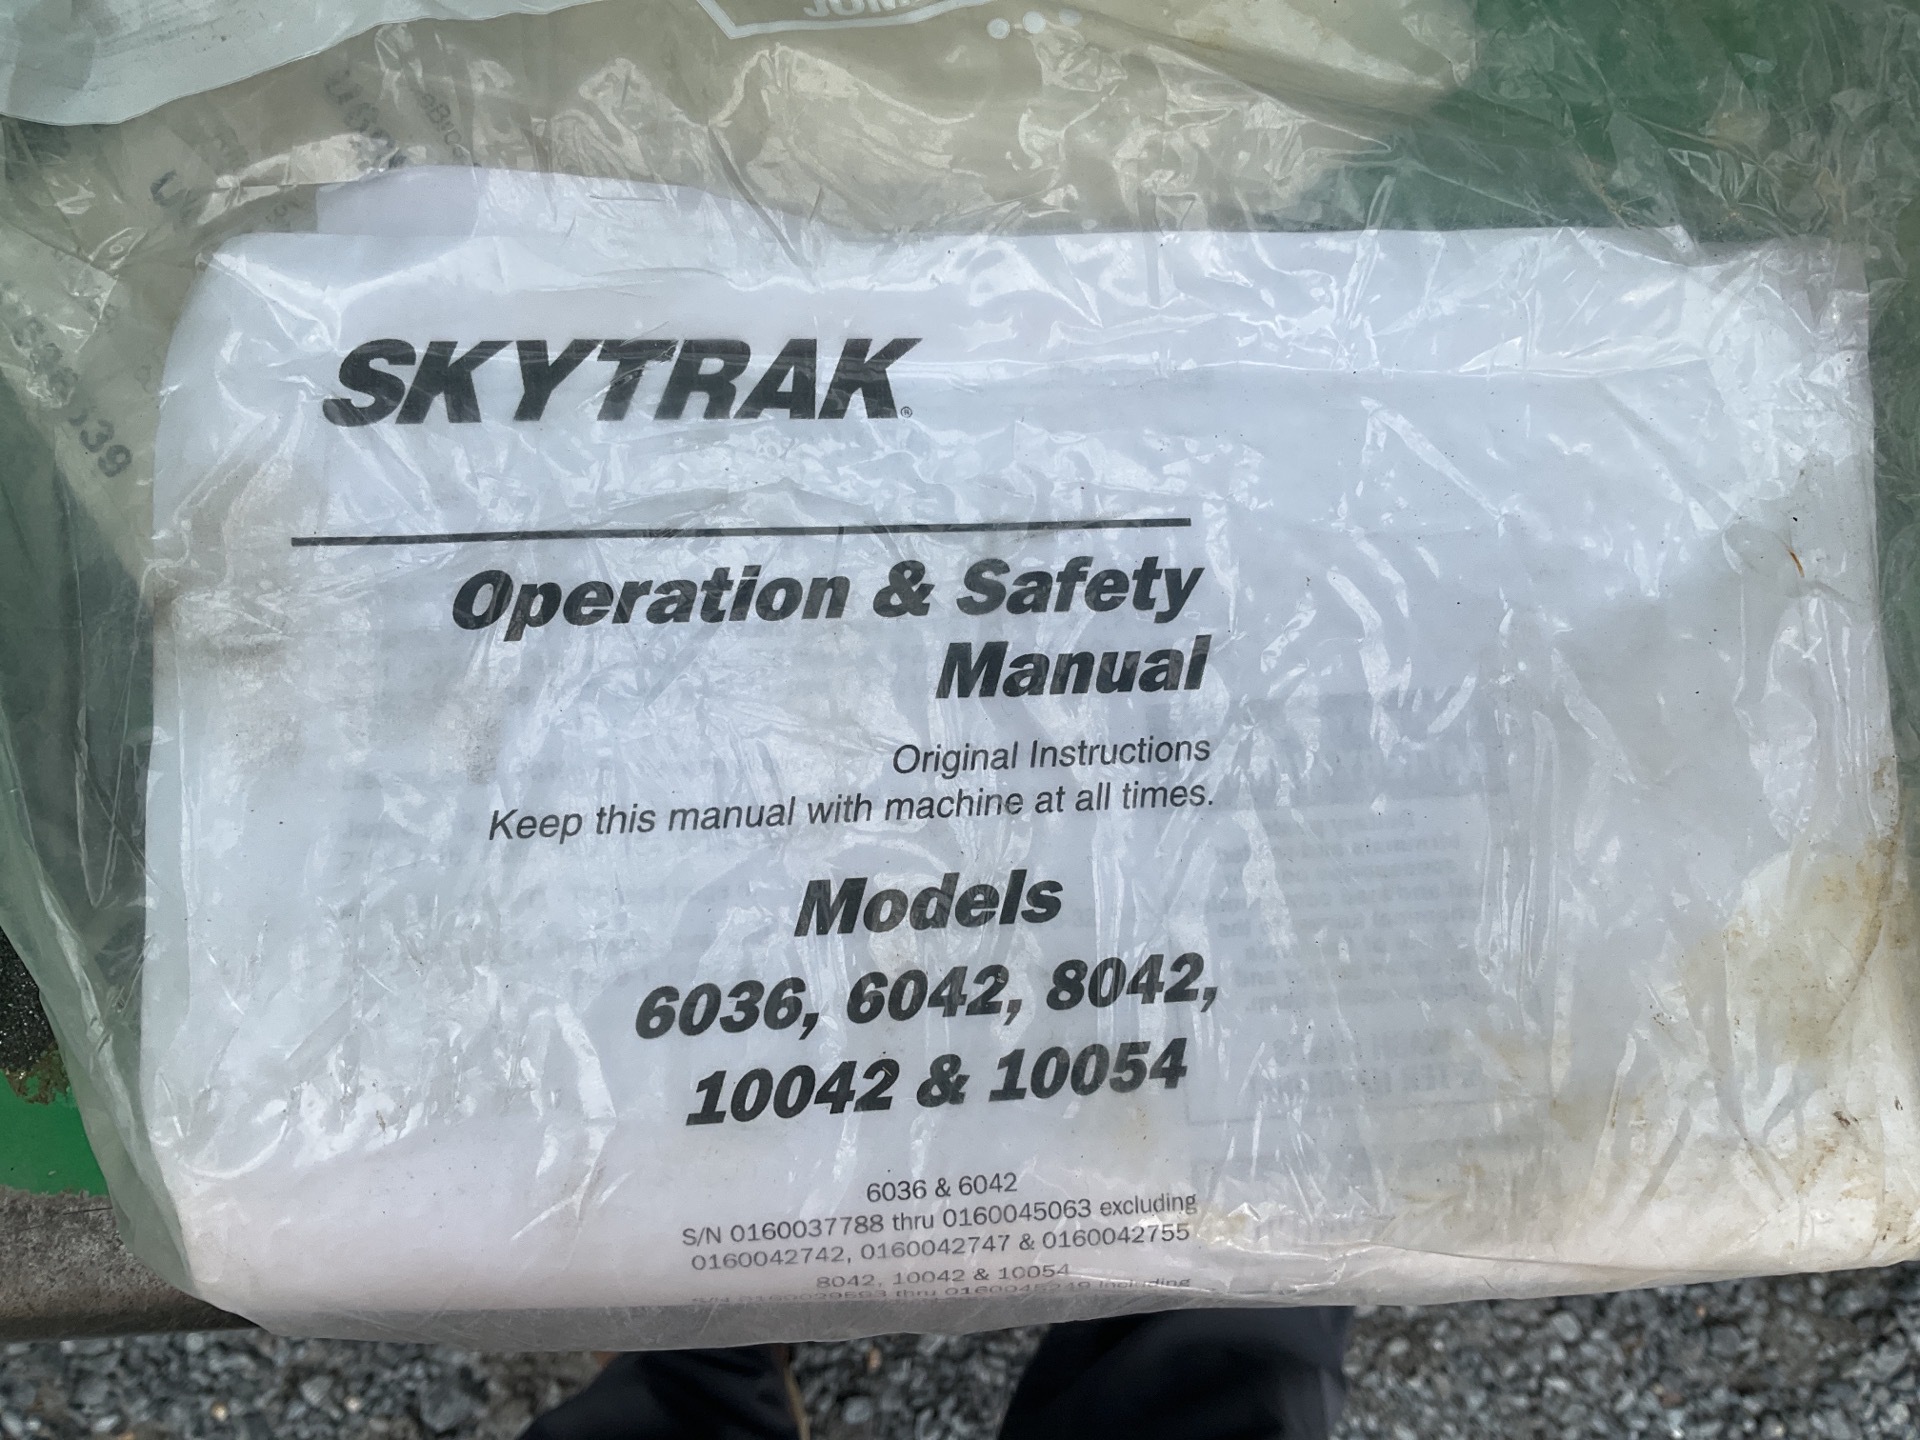 SKYTRAK®
Operation & Safety
Manual
Original Instructions
Keep this manual with machine at all times.
Models
6036, 6042, 8042,
10042 & 10054
6036 & 6042
S/N 0160037788 thru 0160045063 excluding
0160042742, 0160042747 & 0160042755
8042, 10042 & 10054
thru